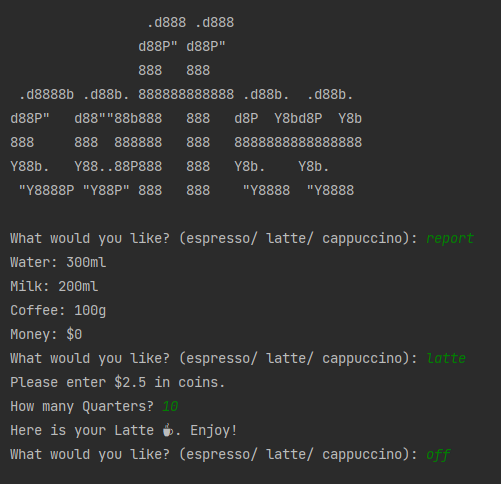 .d888 .d888
         d88P" d88P"
         888   888
 .d8888b .d88b. 888888888888 .d88b.  .d88b.
d88P"   d88""88b888   888   d8P  Y8bd8P  Y8b
888     888  888888   888   8888888888888888
Y88b.   Y88..88P888   888   Y8b.    Y8b.
 "Y8888P "Y88P" 888   888    "Y8888  "Y8888
What would you like? (espresso/ latte/ cappuccino): report
Water: 300ml
Milk: 200ml
Coffee: 100g
Money: $0
What would you like? (espresso/ latte/ cappuccino): latte
Please enter $2.5 in coins.
How many Quarters? 10
Here is your Latte ☕. Enjoy!
What would you like? (espresso/ latte/ cappuccino): off